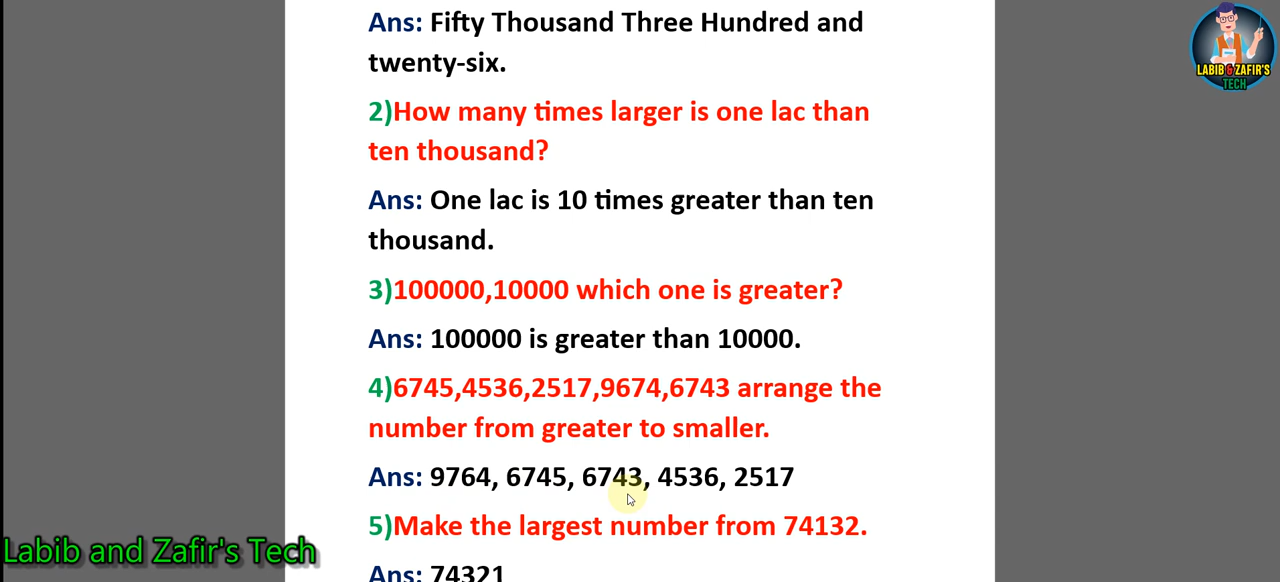 Ans: Fifty Thousand Three Hundred and
twenty-six.
2)How many times larger is one lac than
ten thousand?
Ans: One lac is 10 times greater than ten
thousand.
3)100000,10000 which one is greater?
Ans: 100000 is greater than 10000.
4)6745,4536,2517,9674,6743 arrange the
number from greater to smaller.
Ans: 9764, 6745, 6743, 4536, 2517
5)Make the largest number from 74132.
Ans: 74321
LABIB & ZAFIR'S
TECH
Labib and Zafir's Tech